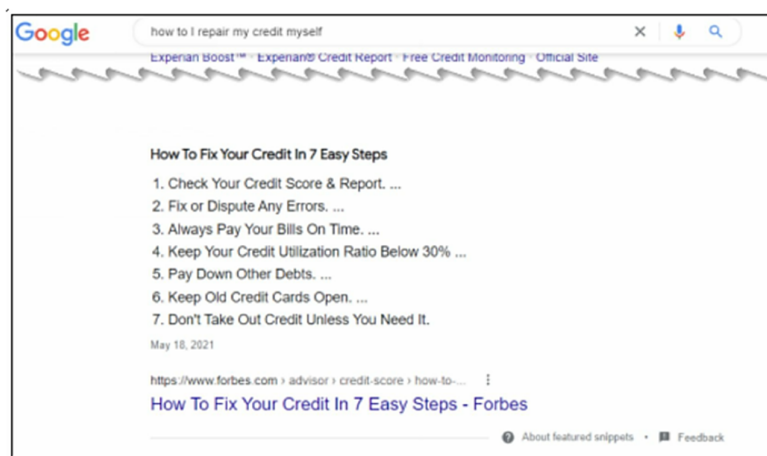 Google
how to I repair my credit myself
Experian Boost™ · Experian® Credit Report · Free Credit Monitoring · Official Site
How To Fix Your Credit In 7 Easy Steps
1. Check Your Credit Score & Report. ...
2. Fix or Dispute Any Errors. ...
3. Always Pay Your Bills On Time. ...
4. Keep Your Credit Utilization Ratio Below 30% ...
5. Pay Down Other Debts. ...
6. Keep Old Credit Cards Open. ...
7. Don't Take Out Credit Unless You Need It.
May 18, 2021
https://www.forbes.com › advisor › credit-score › how-to-...
How To Fix Your Credit In 7 Easy Steps - Forbes
About featured snippets · Feedback